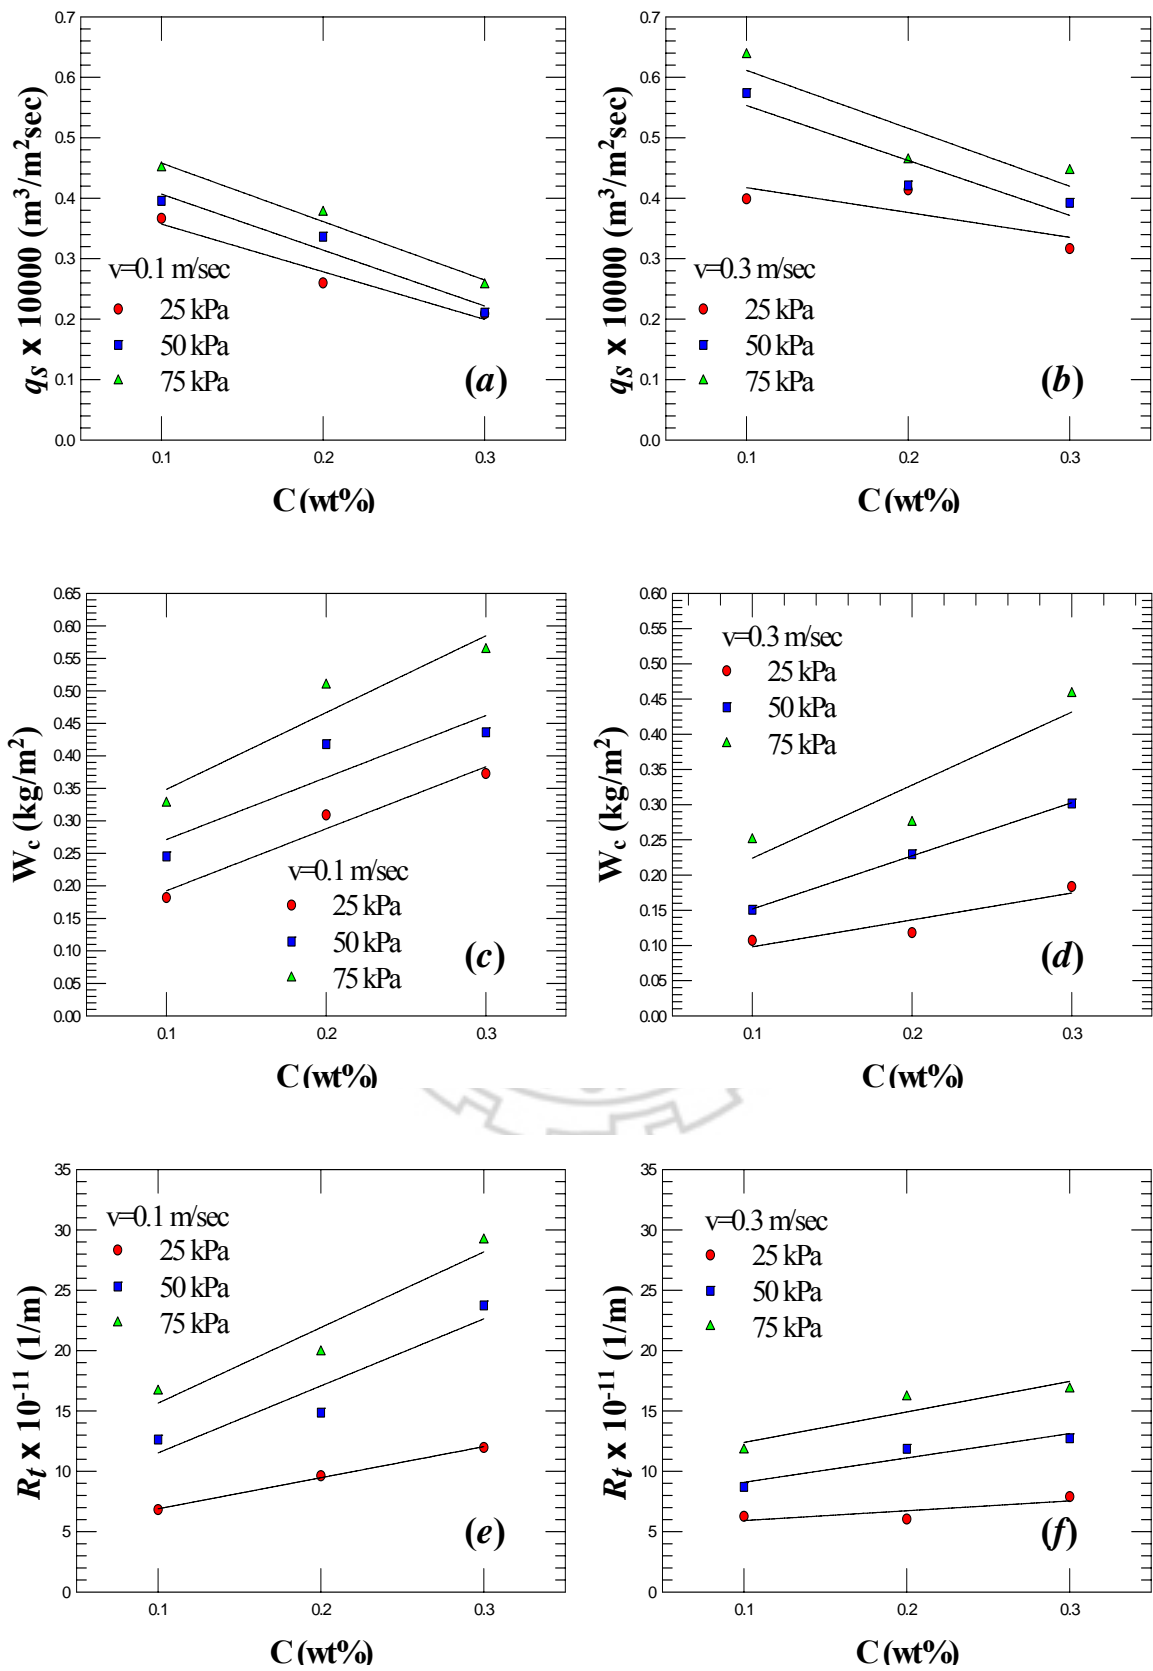 0.7
0.6
0.5
0.4
0.3
0.2
0.1
0.0
q_s x 10000 (m³/m²sec)
v=0.1 m/sec
25 kPa
50 kPa
75 kPa
(a)
0.1 0.2 0.3
C (wt%)
0.7
0.6
0.5
0.4
0.3
0.2
0.1
0.0
q_s x 10000 (m³/m²sec)
v=0.3 m/sec
25 kPa
50 kPa
75 kPa
(b)
0.1 0.2 0.3
C (wt%)
0.65
0.60
0.55
0.50
0.45
0.40
0.35
0.30
0.25
0.20
0.15
0.10
0.05
0.00
W_c (kg/m²)
v=0.1 m/sec
25 kPa
50 kPa
75 kPa
(c)
0.1 0.2 0.3
C (wt%)
0.60
0.55
0.50
0.45
0.40
0.35
0.30
0.25
0.20
0.15
0.10
0.05
0.00
W_c (kg/m²)
v=0.3 m/sec
25 kPa
50 kPa
75 kPa
(d)
0.1 0.2 0.3
C (wt%)
35
30
25
20
15
10
5
0
R_t x 10⁻¹¹ (1/m)
v=0.1 m/sec
25 kPa
50 kPa
75 kPa
(e)
0.1 0.2 0.3
C (wt%)
35
30
25
20
15
10
5
0
R_t x 10⁻¹¹ (1/m)
v=0.3 m/sec
25 kPa
50 kPa
75 kPa
(f)
0.1 0.2 0.3
C (wt%)